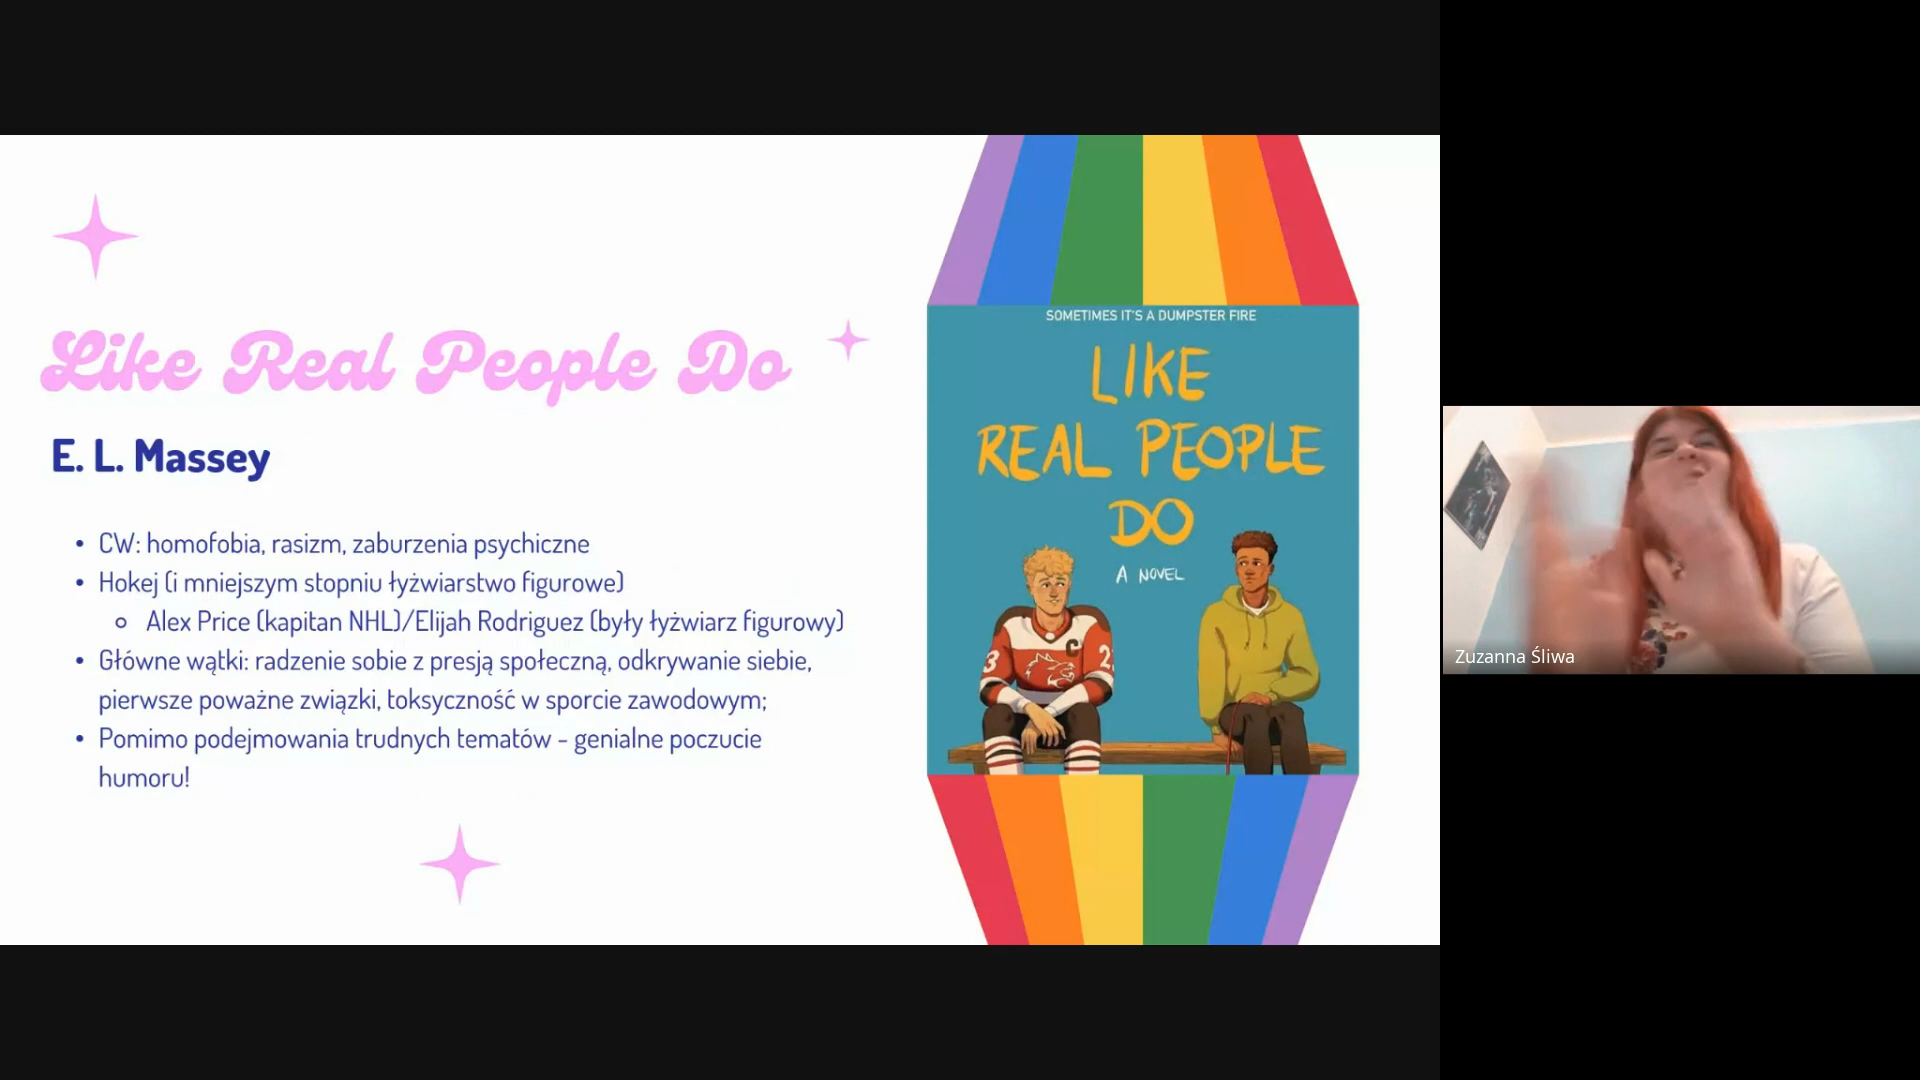 Like Real People Do
E. L. Massey
• CW: homofobia, rasizm, zaburzenia psychiczne
• Hokej (i mniejszym stopniu łyżwiarstwo figurowe)
○ Alex Price (kapitan NHL)/Elijah Rodriguez (były łyżwiarz figurowy)
• Główne wątki: radzenie sobie z presją społeczną, odkrywanie siebie,
pierwsze poważne związki, toksyczność w sporcie zawodowym;
• Pomimo podejmowania trudnych tematów - genialne poczucie
humoru!
SOMETIMES IT'S A DUMPSTER FIRE
LIKE
REAL PEOPLE
DO
A NOVEL
C
3
2
Zuzanna Śliwa